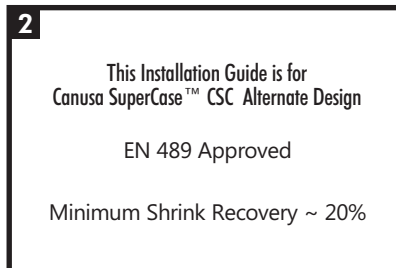 2
This Installation Guide is for
Canusa SuperCase™ CSC Alternate Design
EN 489 Approved
Minimum Shrink Recovery ~ 20%